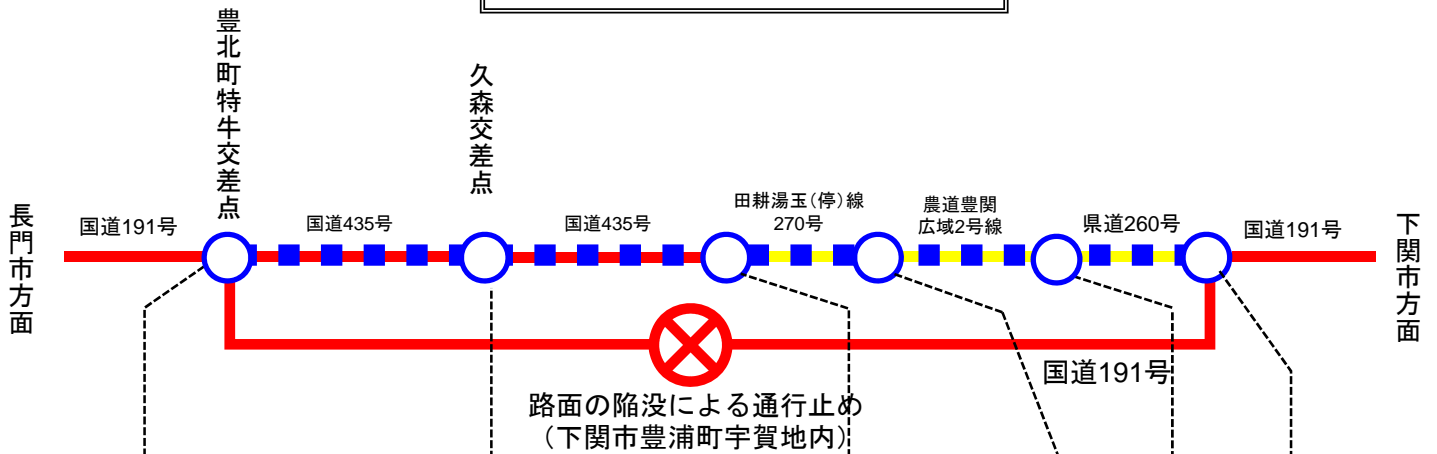 豊北町特牛交差点
久森交差点
長門市方面
国道191号
国道435号
国道435号
田耕湯玉(停)線
270号
農道豊関
広域2号線
県道260号
国道191号
下関市方面
国道191号
路面の陥没による通行止め
(下関市豊浦町宇賀地内)